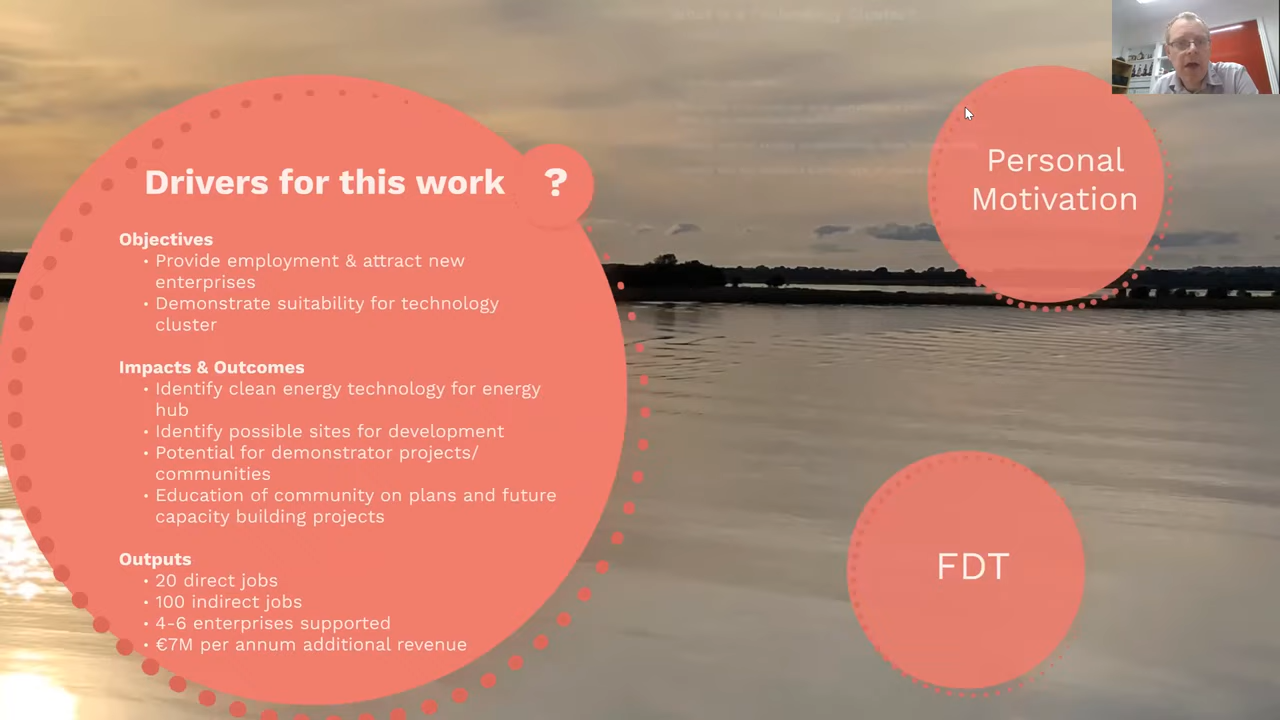 Drivers for this work
?
Objectives
• Provide employment & attract new
enterprises
• Demonstrate suitability for technology
cluster
Impacts & Outcomes
• Identify clean energy technology for energy
hub
• Identify possible sites for development
• Potential for demonstrator projects/
communities
• Education of community on plans and future
capacity building projects
Outputs
• 20 direct jobs
• 100 indirect jobs
• 4-6 enterprises supported
• €7M per annum additional revenue
Personal
Motivation
FDT